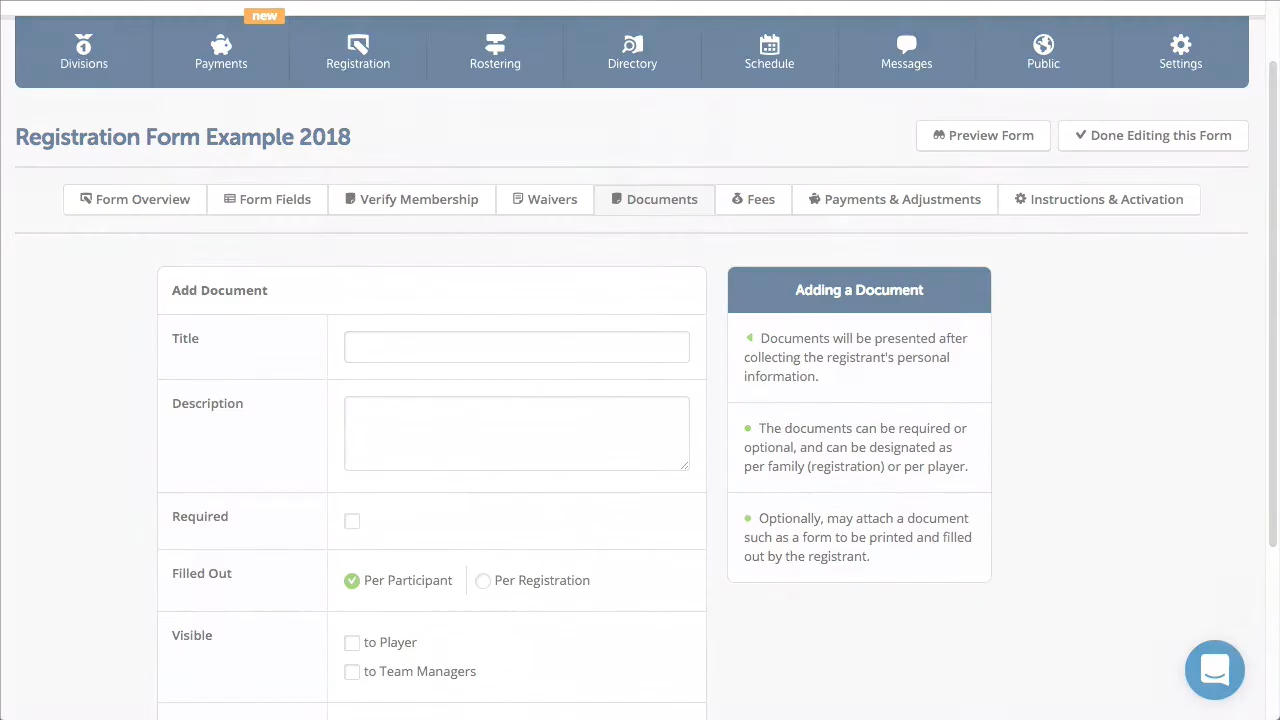 new
Divisions Payments Registration Rostering Directory Schedule Messages Public Settings
Registration Form Example 2018
Preview Form Done Editing this Form
Form Overview Form Fields Verify Membership Waivers Documents Fees Payments & Adjustments Instructions & Activation
Add Document
Title
Description
Required
Filled Out
Per Participant Per Registration
Visible
to Player
to Team Managers
Adding a Document
Documents will be presented after
collecting the registrant's personal
information.
The documents can be required or
optional, and can be designated as
per family (registration) or per player.
Optionally, may attach a document
such as a form to be printed and filled
out by the registrant.